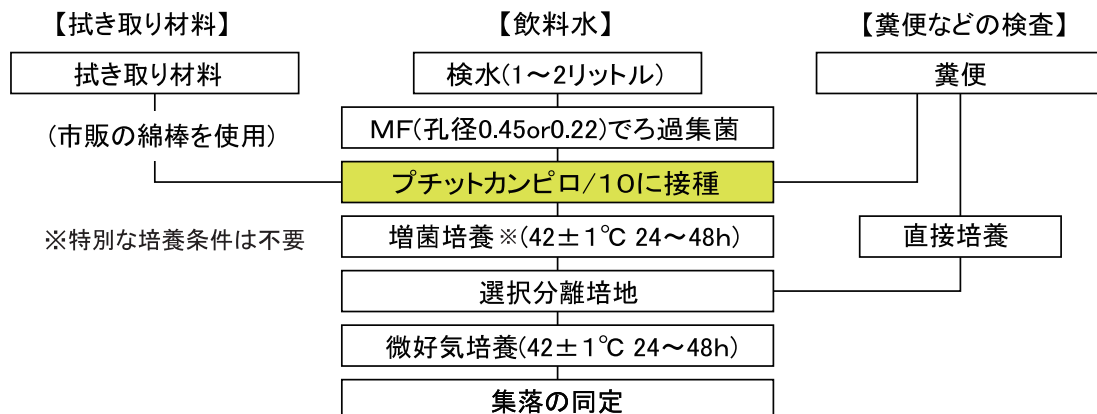 【拭き取り材料】
【飲料水】
【糞便などの検査】
拭き取り材料
検水(1～2リットル)
糞便
(市販の綿棒を使用)
MF(孔径0.45or0.22)でろ過集菌
プチットカンピロ/10に接種
※特別な培養条件は不要
増菌培養※(42±1℃ 24～48h)
直接培養
選択分離培地
微好気培養(42±1℃ 24～48h)
集落の同定